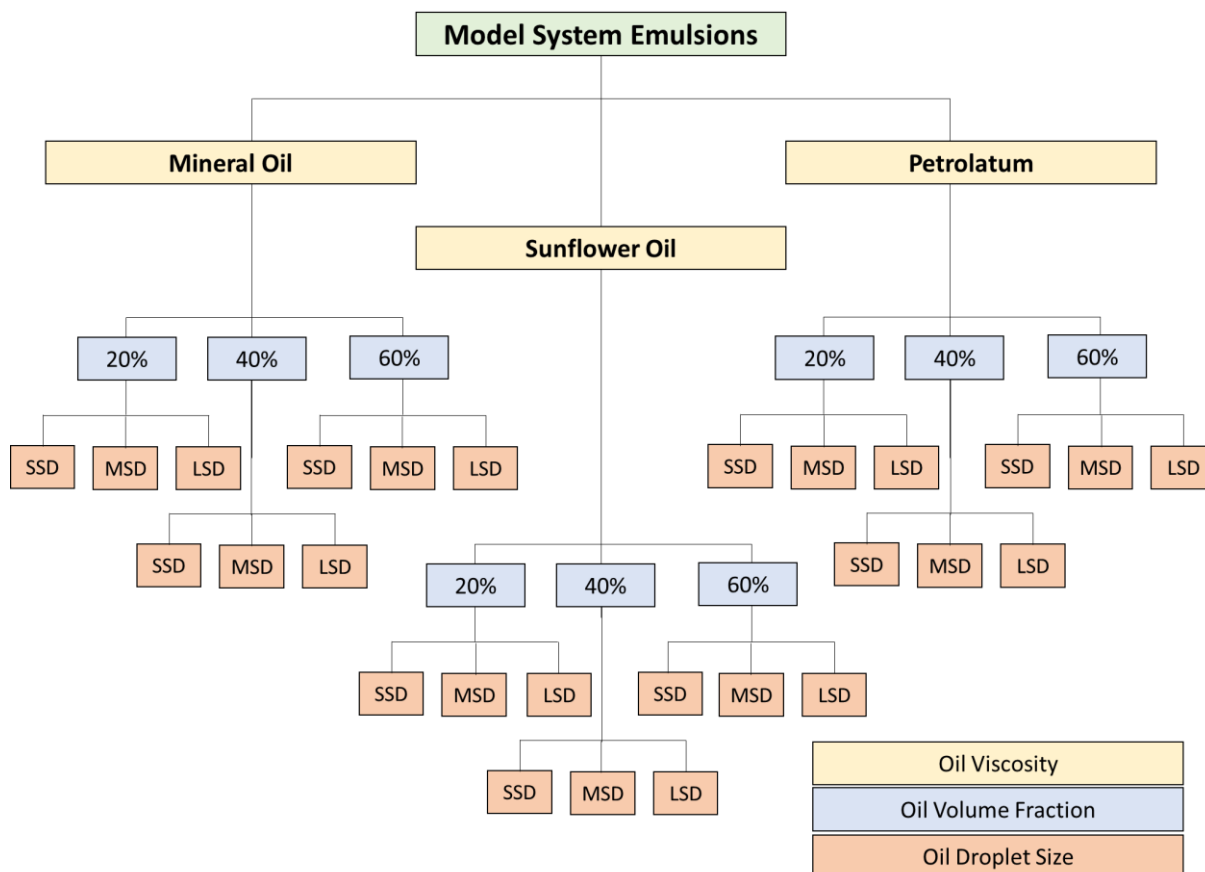 Model System Emulsions
Mineral Oil
Petrolatum
Sunflower Oil
20%
40%
60%
20%
40%
60%
SSD
MSD
LSD
SSD
MSD
LSD
SSD
MSD
LSD
SSD
MSD
LSD
SSD
MSD
LSD
SSD
MSD
LSD
20%
40%
60%
SSD
MSD
LSD
SSD
MSD
LSD
SSD
MSD
LSD
Oil Viscosity
Oil Volume Fraction
Oil Droplet Size